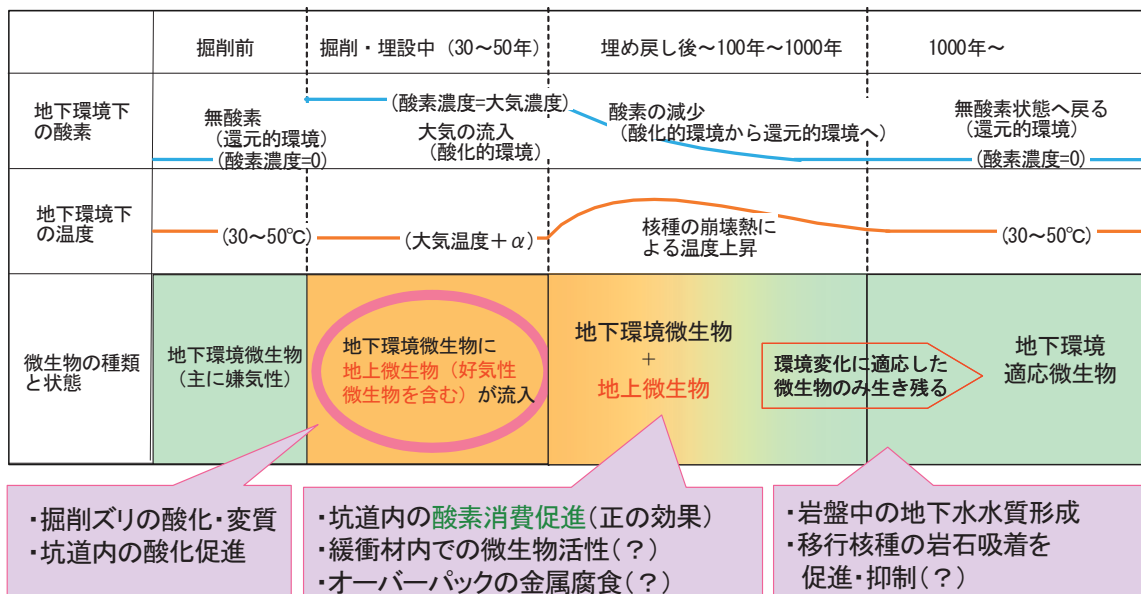 掘削前
掘削・埋設中(30～50年)
埋め戻し後～100年～1000年
1000年～
地下環境下
の酸素
無酸素
(還元的環境)
(酸素濃度=0)
(酸素濃度=大気濃度)
大気の流入
(酸化的環境)
酸素の減少
(酸化的環境から還元的環境へ)
無酸素状態へ戻る
(還元的環境)
(酸素濃度=0)
地下環境下
の温度
(30～50℃)
(大気温度+α)
核種の崩壊熱に
よる温度上昇
(30～50℃)
微生物の種類
と状態
地下環境微生物
(主に嫌気性)
地下環境微生物に
地上微生物(好気性
微生物を含む)が流入
地下環境微生物
+
地上微生物
環境変化に適応した
微生物のみ生き残る
地下環境
適応微生物
・掘削ズリの酸化・変質
・坑道内の酸化促進
・坑道内の酸素消費促進(正の効果)
・緩衝材内での微生物活性(？)
・オーバーパックの金属腐食(？)
・岩盤中の地下水水質形成
・移行核種の岩石吸着を
促進・抑制(？)